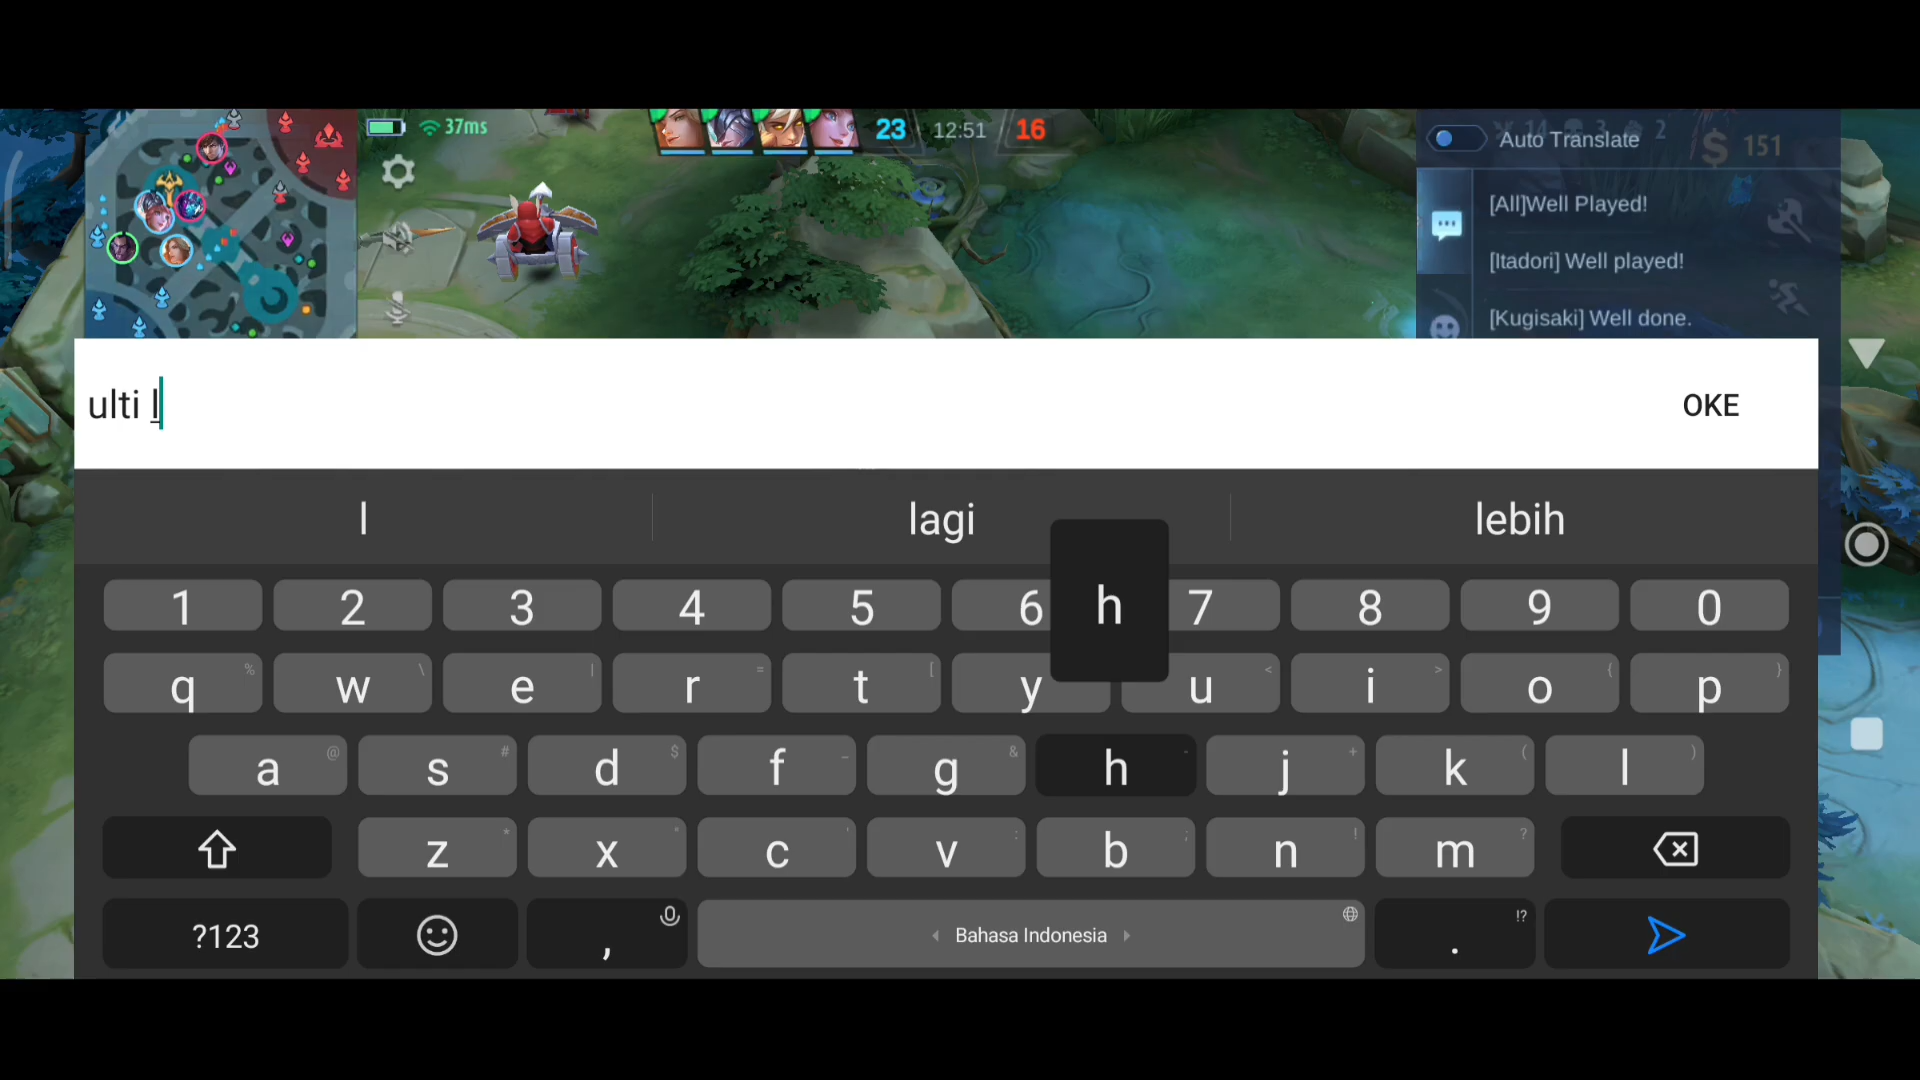 37ms
23 12:51 16
Auto Translate
151
[All]Well Played!
[Itadori] Well played!
[Kugisaki] Well done.
ulti l
OKE
l lagi lebih
1 2 3 4 5 6 h 7 8 9 0
q w e r t y u i o p
a s d f g h j k l
z x c v b n m
?123 , Bahasa Indonesia . !?